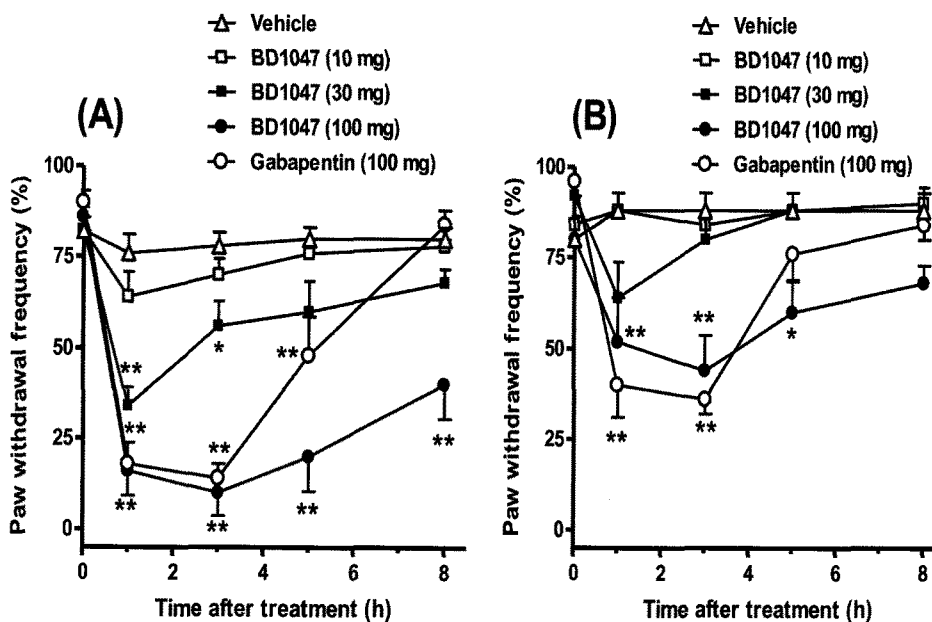 Vehicle
BD1047 (10 mg)
BD1047 (30 mg)
BD1047 (100 mg)
Gabapentin (100 mg)
(A)
Paw withdrawal frequency (%)
100
75
50
25
0
**
**
**
*
**
**
**
**
**
0 2 4 6 8
Time after treatment (h)
Vehicle
BD1047 (10 mg)
BD1047 (30 mg)
BD1047 (100 mg)
Gabapentin (100 mg)
(B)
Paw withdrawal frequency (%)
100
75
50
25
0
**
**
**
**
*
0 2 4 6 8
Time after treatment (h)